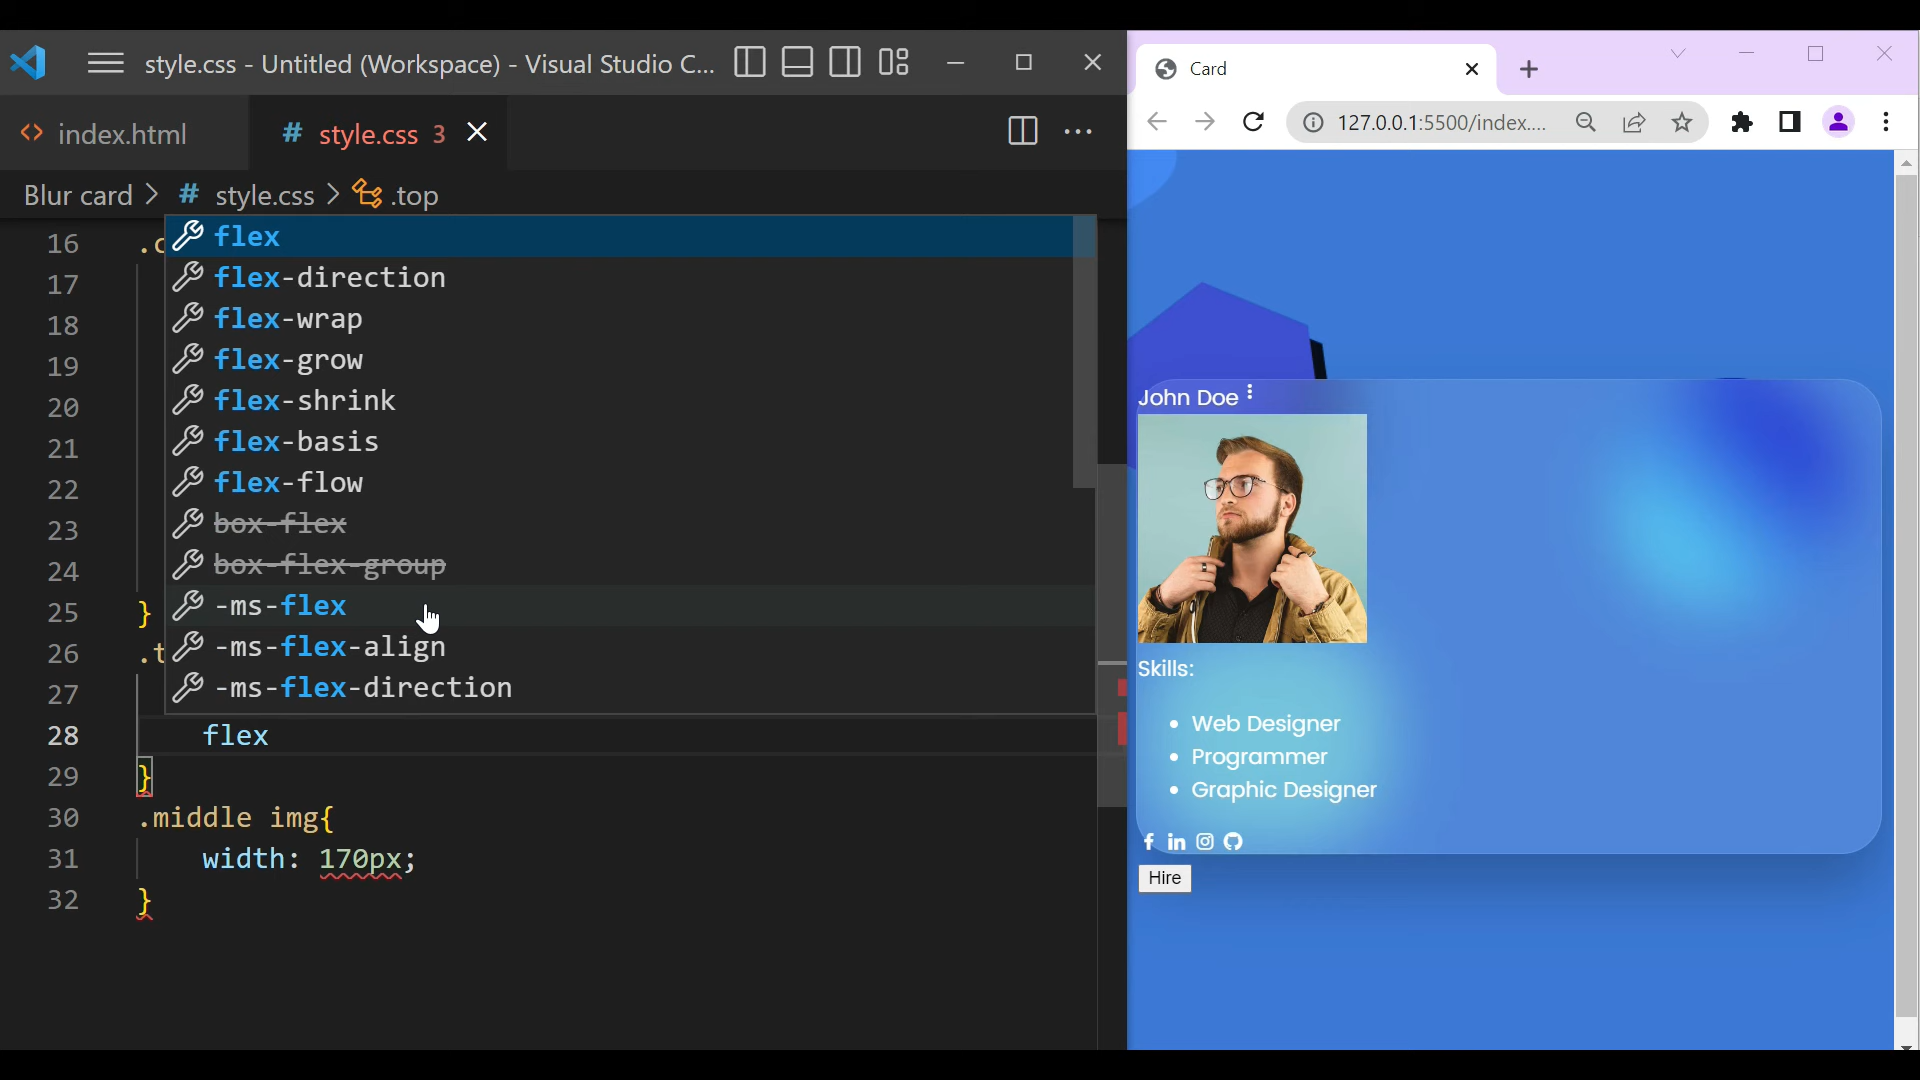 style.css - Untitled (Workspace) - Visual Studio C...
index.html
# style.css 3
Blur card > # style.css > .top
16 .c
17
18
19
20
21
22
23
24
25 }
26 .t
27
28 flex
29 }
30 .middle img{
31 width: 170px;
32 }
flex
flex-direction
flex-wrap
flex-grow
flex-shrink
flex-basis
flex-flow
box-flex
box-flex-group
-ms-flex
-ms-flex-align
-ms-flex-direction
Card
127.0.0.1:5500/index....
John Doe
Skills:
Web Designer
Programmer
Graphic Designer
Hire